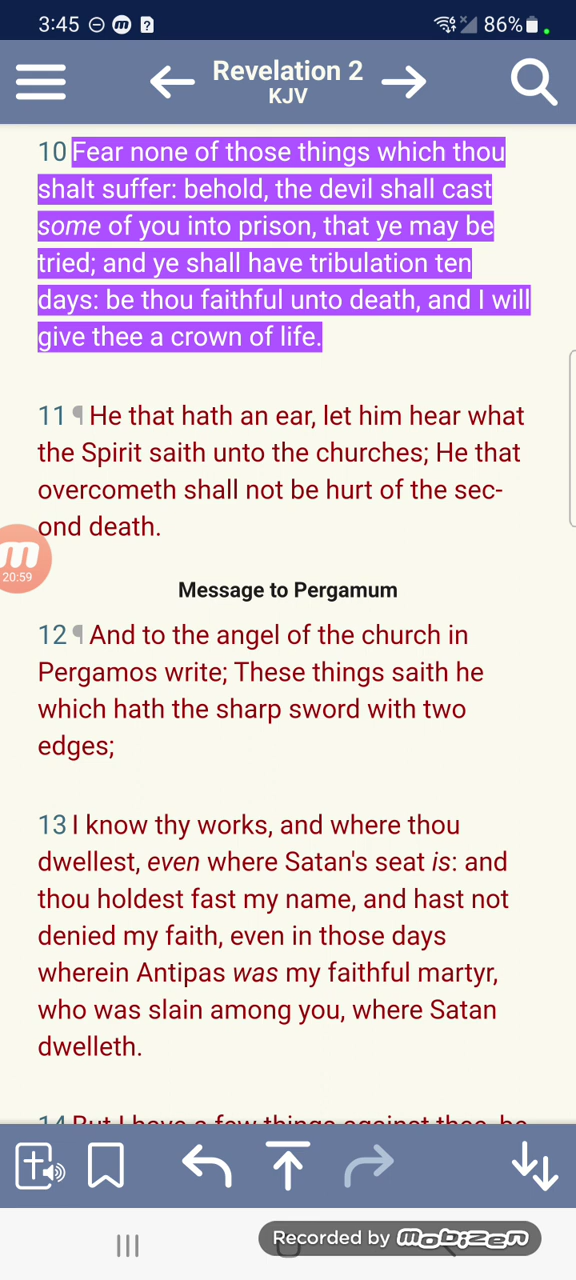 3:45 86%
Revelation 2
KJV
10 Fear none of those things which thou
shalt suffer: behold, the devil shall cast
some of you into prison, that ye may be
tried; and ye shall have tribulation ten
days: be thou faithful unto death, and I will
give thee a crown of life.
11 ¶ He that hath an ear, let him hear what
the Spirit saith unto the churches; He that
overcometh shall not be hurt of the sec-
ond death.
20:59
Message to Pergamum
12 ¶ And to the angel of the church in
Pergamos write; These things saith he
which hath the sharp sword with two
edges;
13 I know thy works, and where thou
dwellest, even where Satan's seat is: and
thou holdest fast my name, and hast not
denied my faith, even in those days
wherein Antipas was my faithful martyr,
who was slain among you, where Satan
dwelleth.
14 But I have a few things against thee, be
Recorded by Mobizen